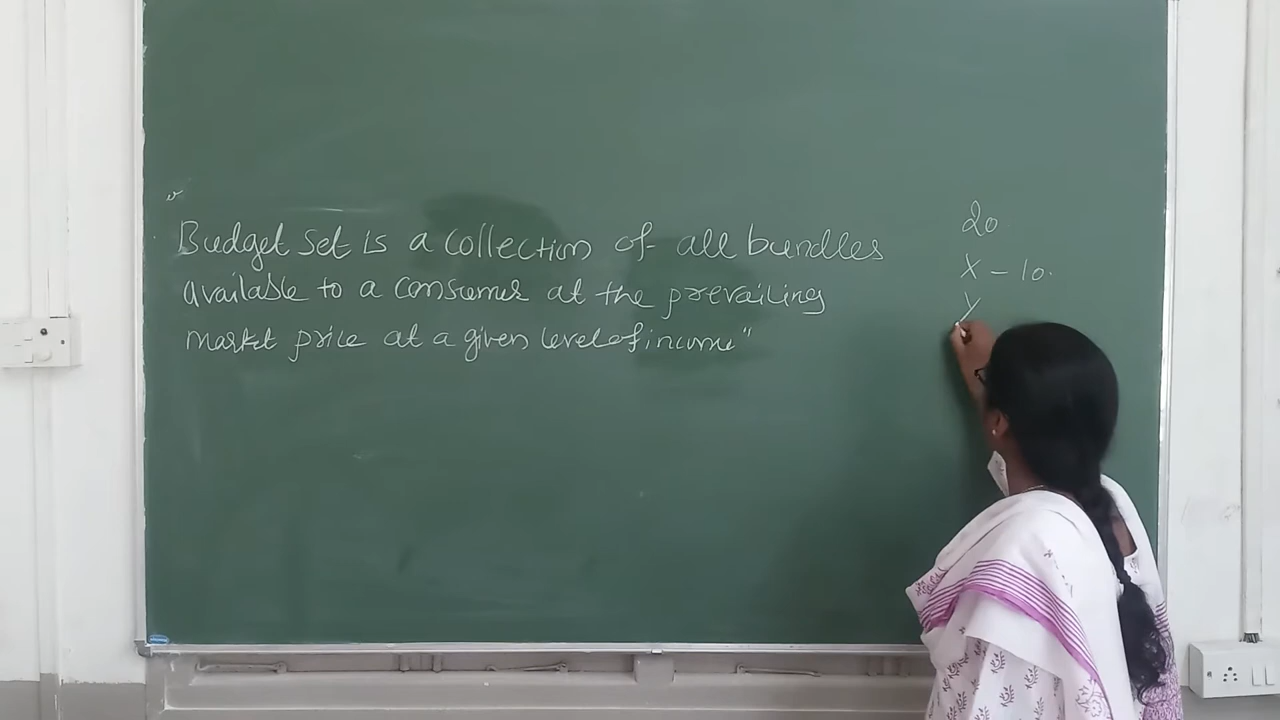 Budget set is a collection of all bundles
available to a consumer at the prevailing
market price at a given level of income"
20
X - 10.
Y